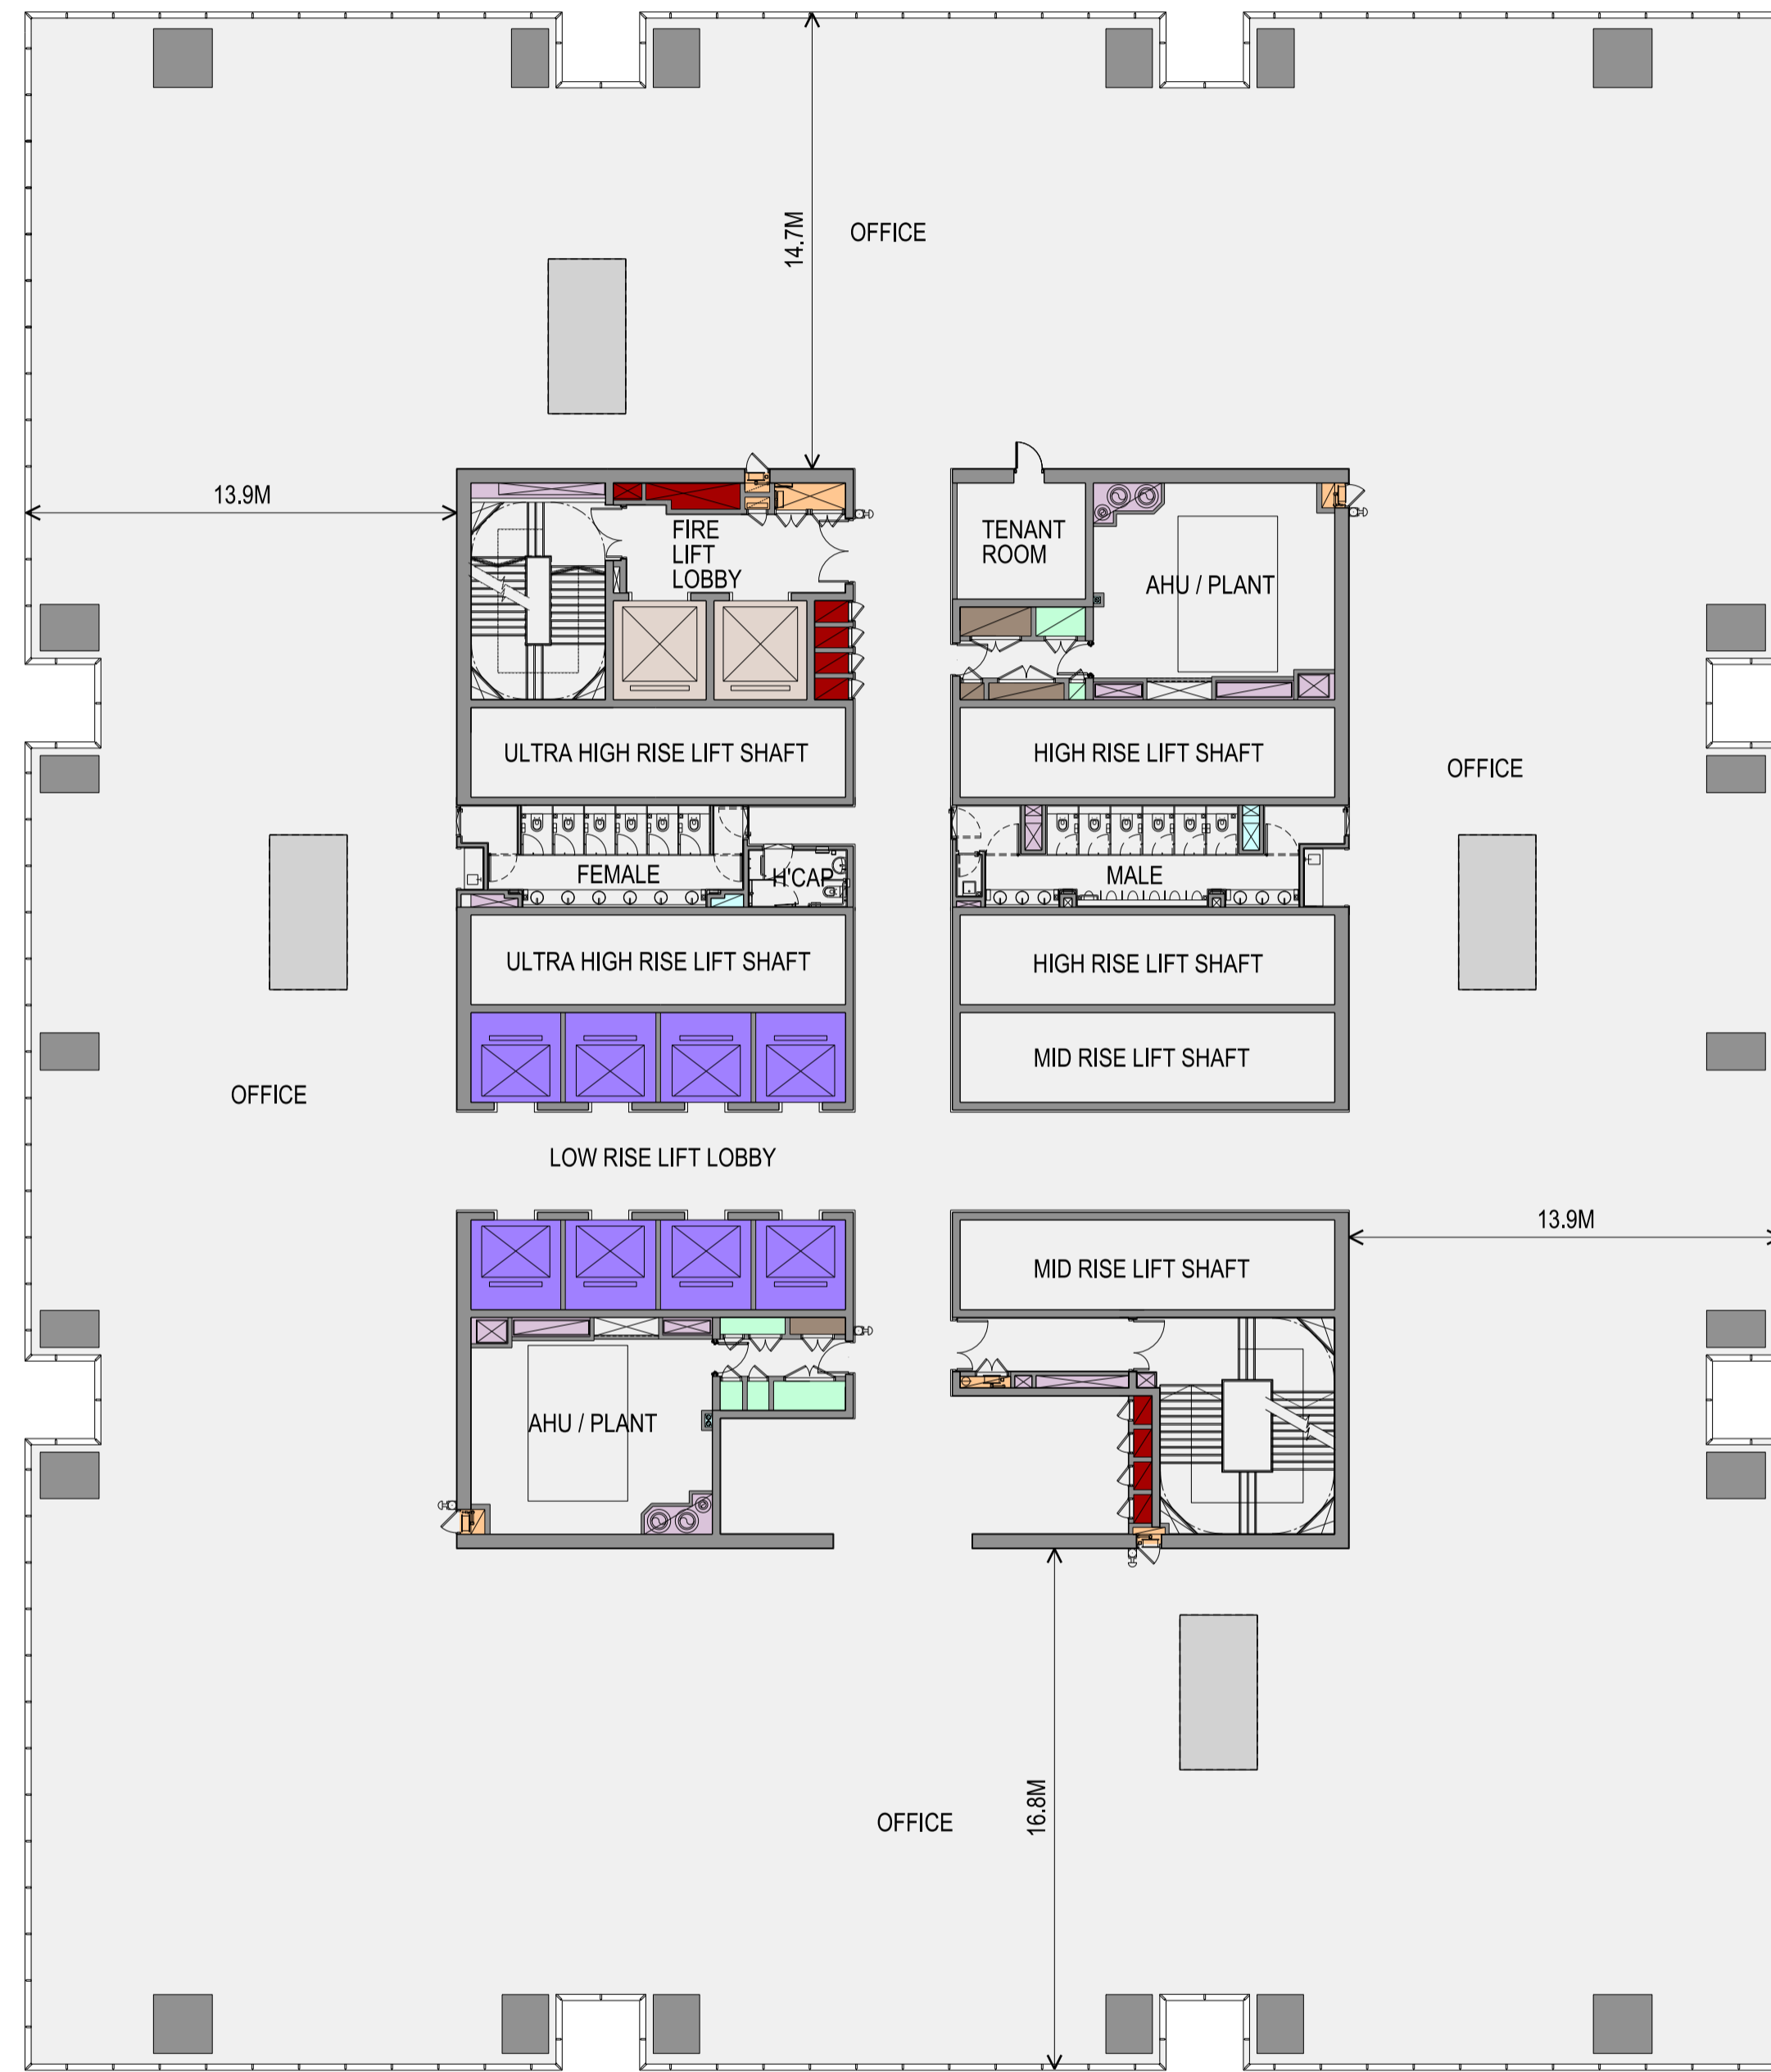 14.7M
OFFICE
13.9M
FIRE
LIFT
LOBBY
TENANT
ROOM
AHU / PLANT
ULTRA HIGH RISE LIFT SHAFT
HIGH RISE LIFT SHAFT
OFFICE
FEMALE
H'CAP
MALE
ULTRA HIGH RISE LIFT SHAFT
HIGH RISE LIFT SHAFT
MID RISE LIFT SHAFT
OFFICE
LOW RISE LIFT LOBBY
13.9M
MID RISE LIFT SHAFT
AHU / PLANT
16.8M
OFFICE